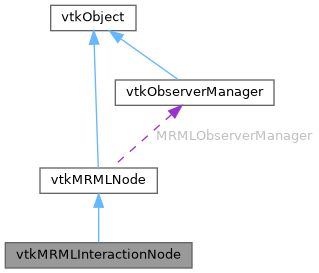 vtkObject
vtkObserverManager
MRMLObserverManager
vtkMRMLNode
vtkMRMLInteractionNode